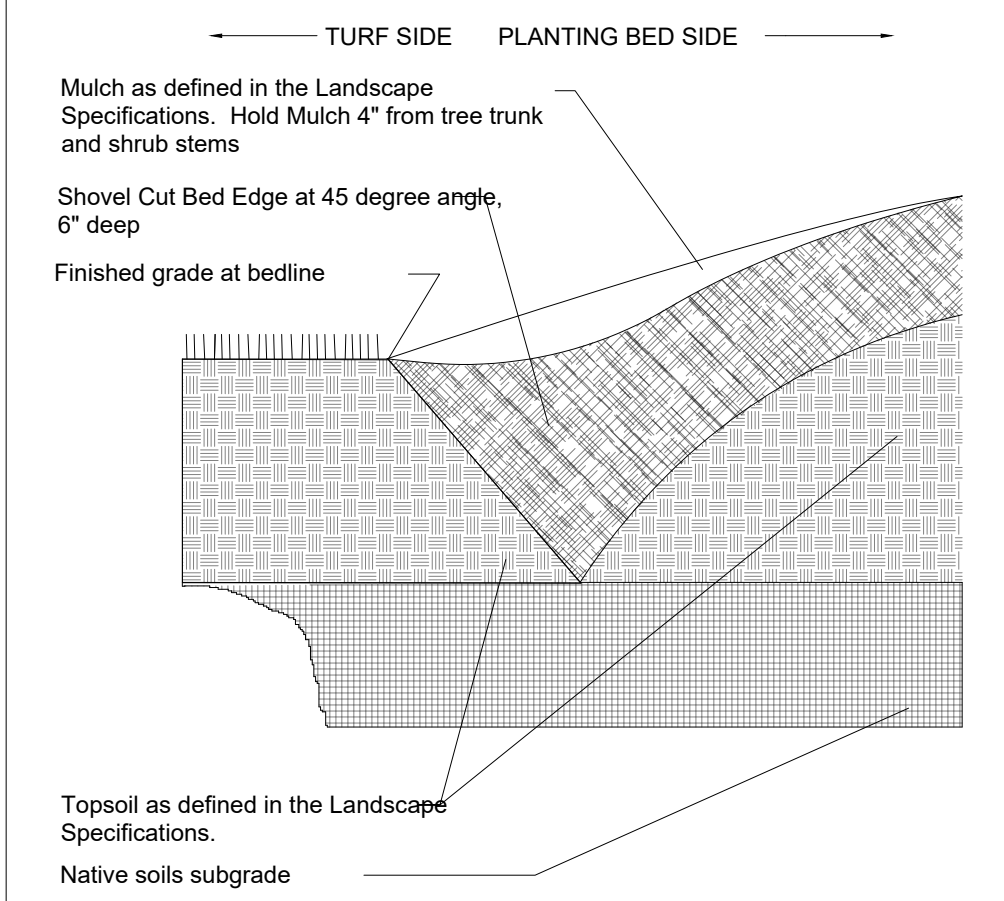 TURF SIDE PLANTING BED SIDE
Mulch as defined in the Landscape
Specifications. Hold Mulch 4" from tree trunk
and shrub stems
Shovel Cut Bed Edge at 45 degree angle,
6" deep
Finished grade at bedline
Topsoil as defined in the Landscape
Specifications.
Native soils subgrade